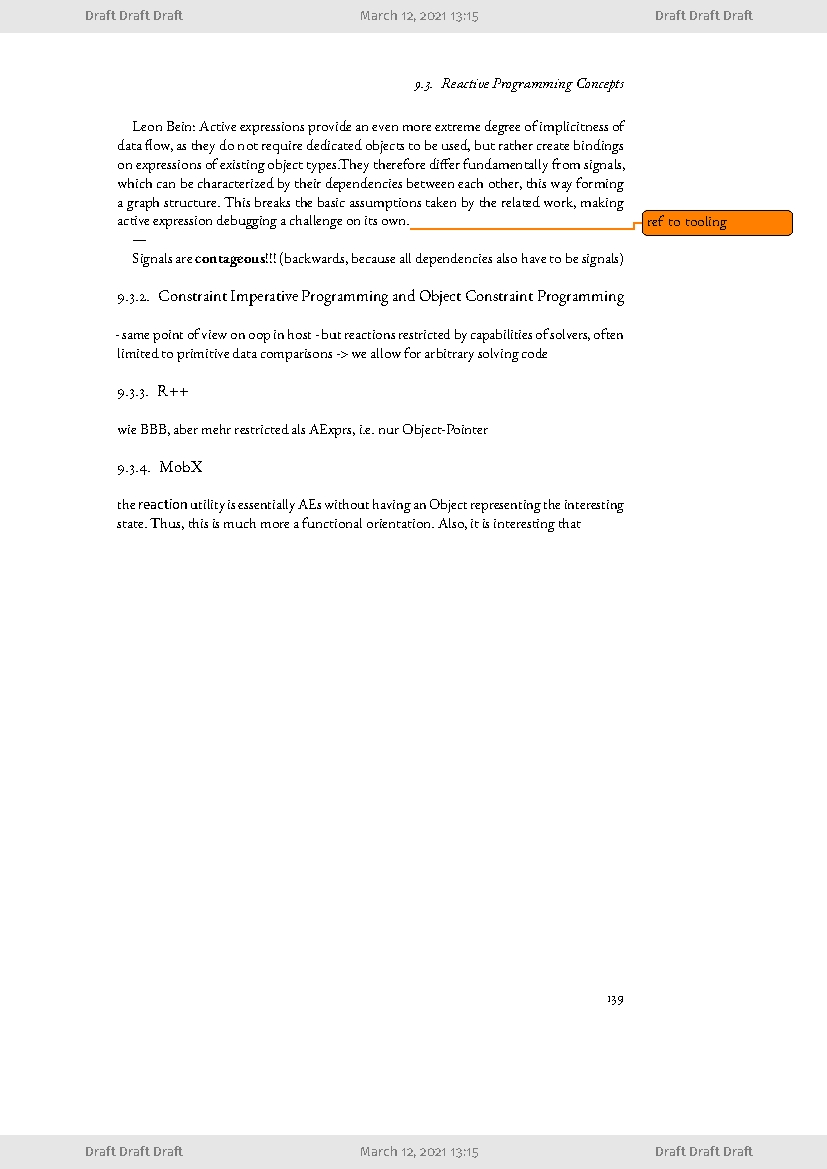 Draft Draft Draft March 12, 2021 13:15 Draft Draft Draft
9.3. Reactive Programming Concepts
Leon Bein: Active expressions provide an even more extreme degree of implicitness of
data flow, as they do not require dedicated objects to be used, but rather create bindings
on expressions of existing object types.They therefore differ fundamentally from signals,
which can be characterized by their dependencies between each other, this way forming
a graph structure. This breaks the basic assumptions taken by the related work, making
active expression debugging a challenge on its own.
ref to tooling
—
Signals are contageous!!! (backwards, because all dependencies also have to be signals)
9.3.2. Constraint Imperative Programming and Object Constraint Programming
- same point of view on oop in host - but reactions restricted by capabilities of solvers, often
limited to primitive data comparisons -> we allow for arbitrary solving code
9.3.3. R++
wie BBB, aber mehr restricted als AExprs, i.e. nur Object-Pointer
9.3.4. MobX
the reaction utility is essentially AEs without having an Object representing the interesting
state. Thus, this is much more a functional orientation. Also, it is interesting that
139
Draft Draft Draft March 12, 2021 13:15 Draft Draft Draft